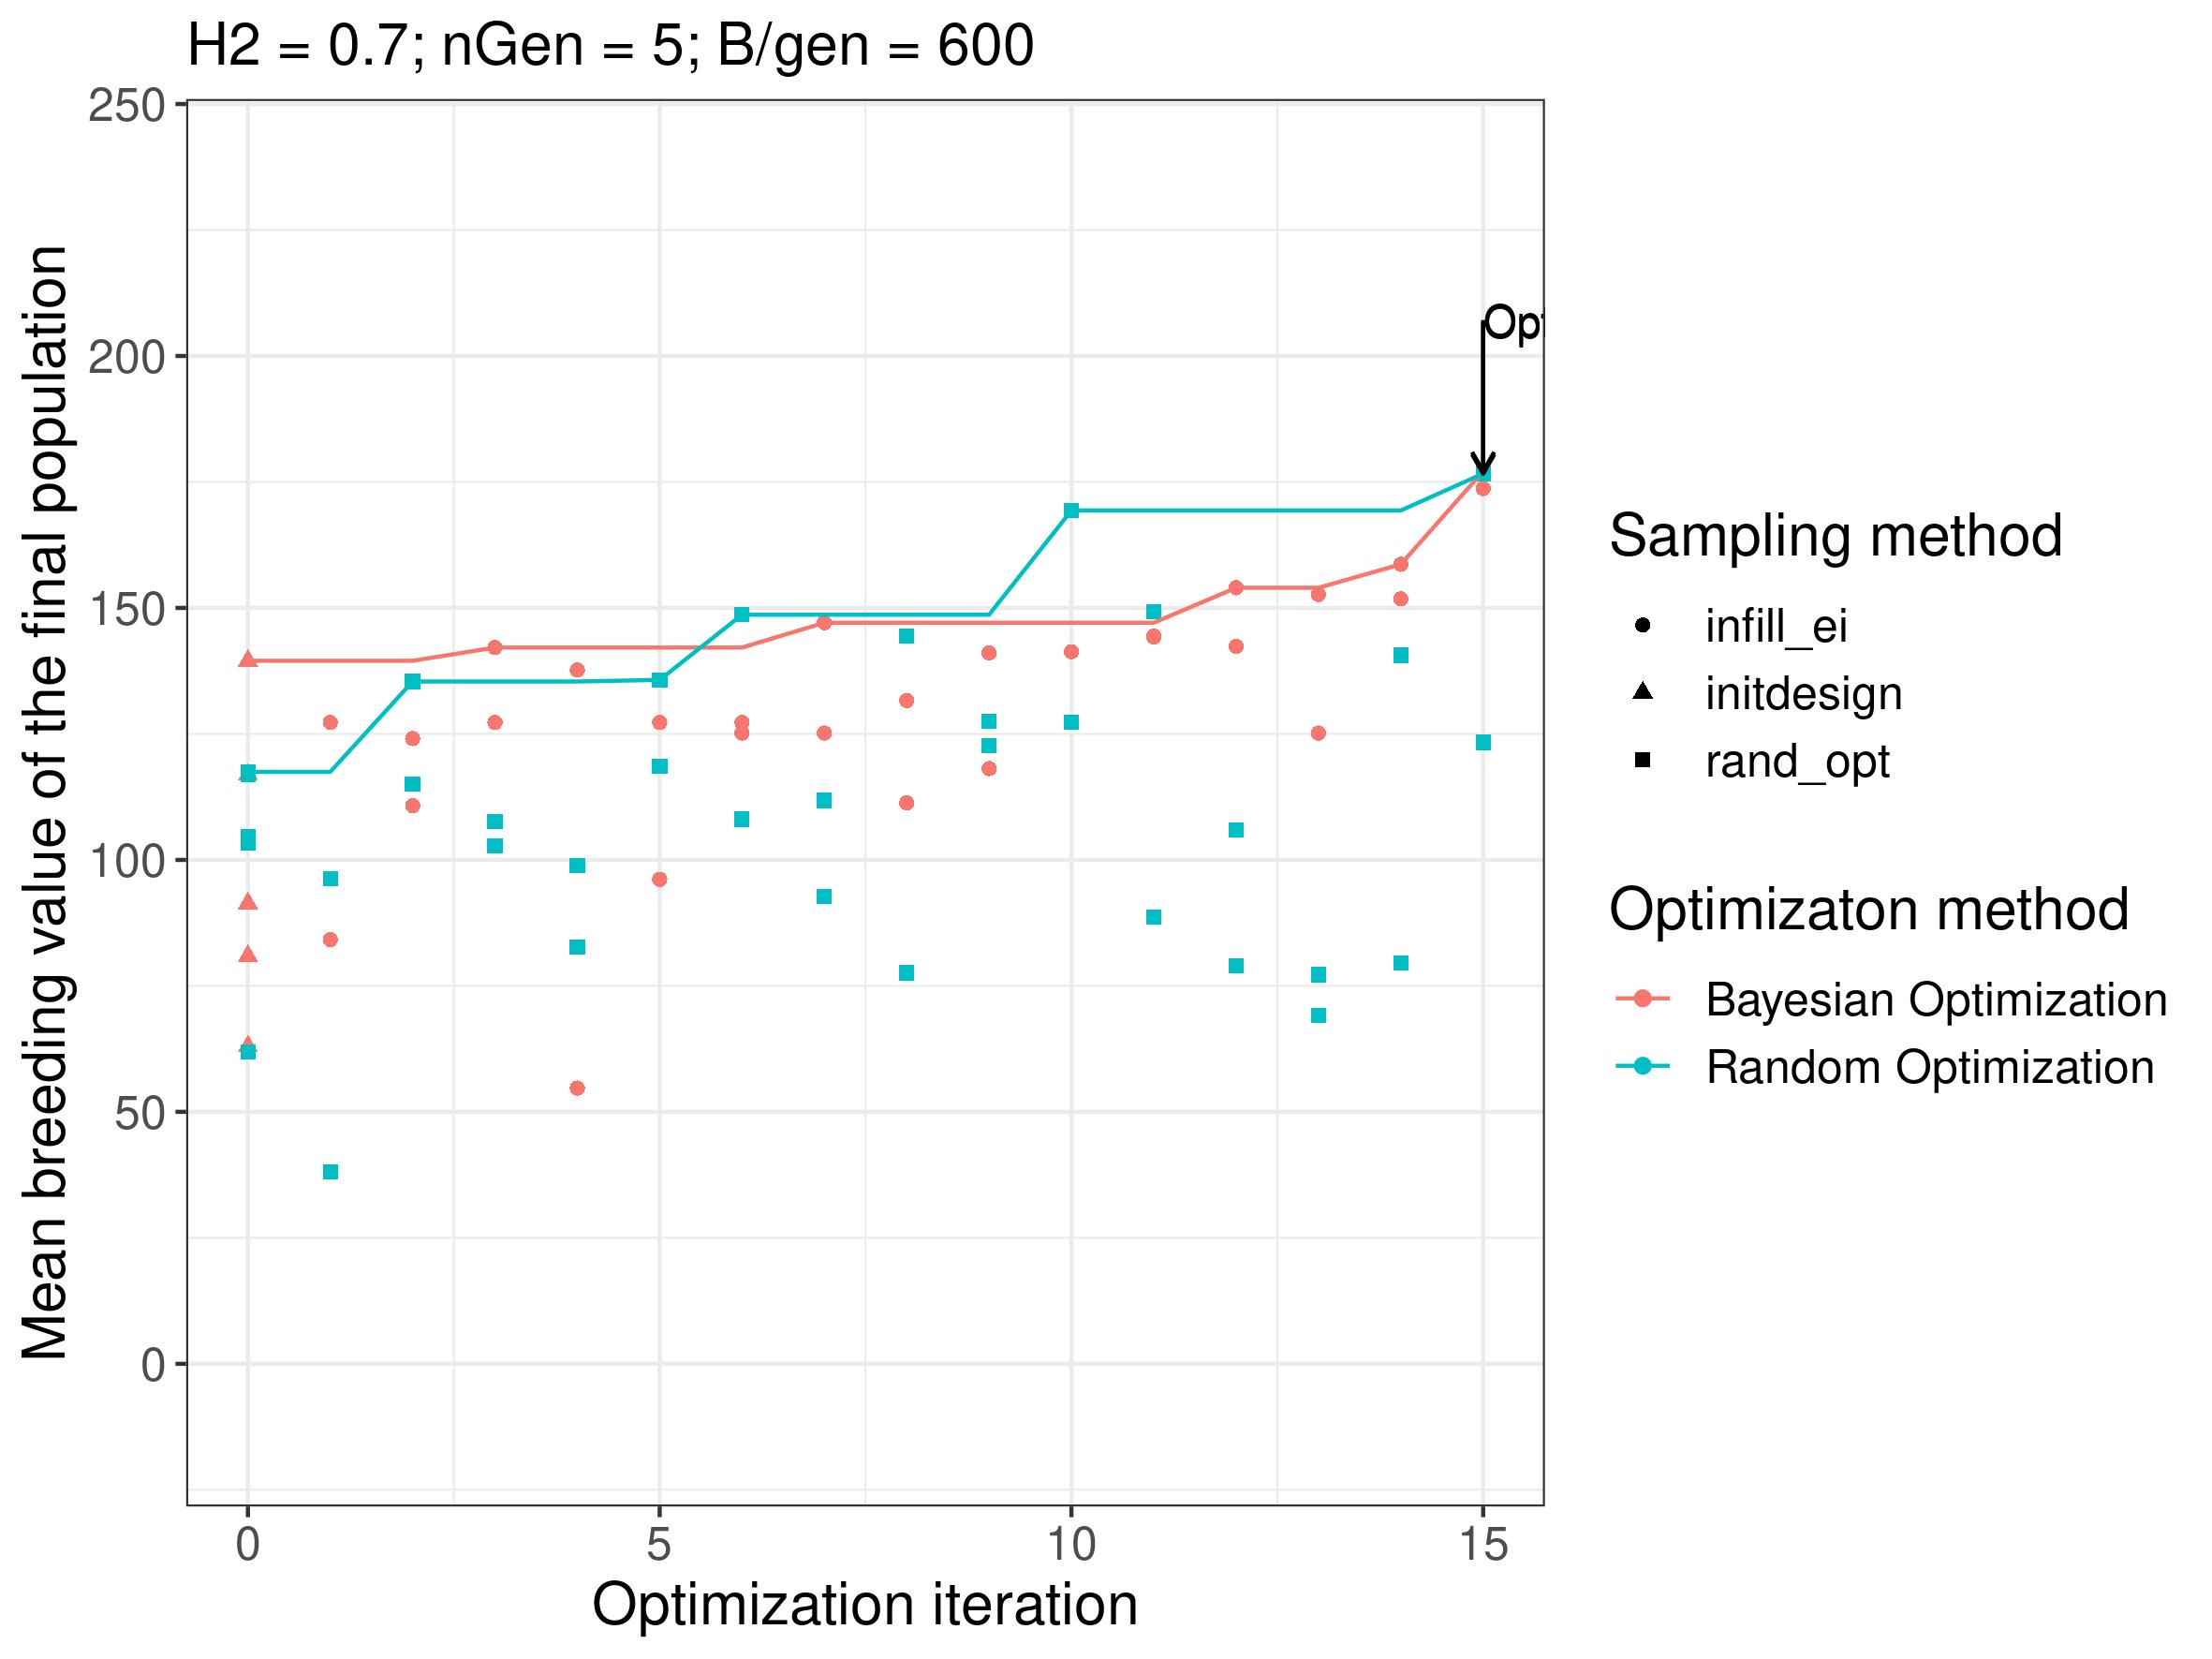 H2 = 0.7; nGen = 5; B/gen = 600
Mean breeding value of the final population
250
200
150
100
50
0
0 5 10 15
Optimization iteration
Sampling method
infill_ei
initdesign
rand_opt
Optimizaton method
Bayesian Optimization
Random Optimization